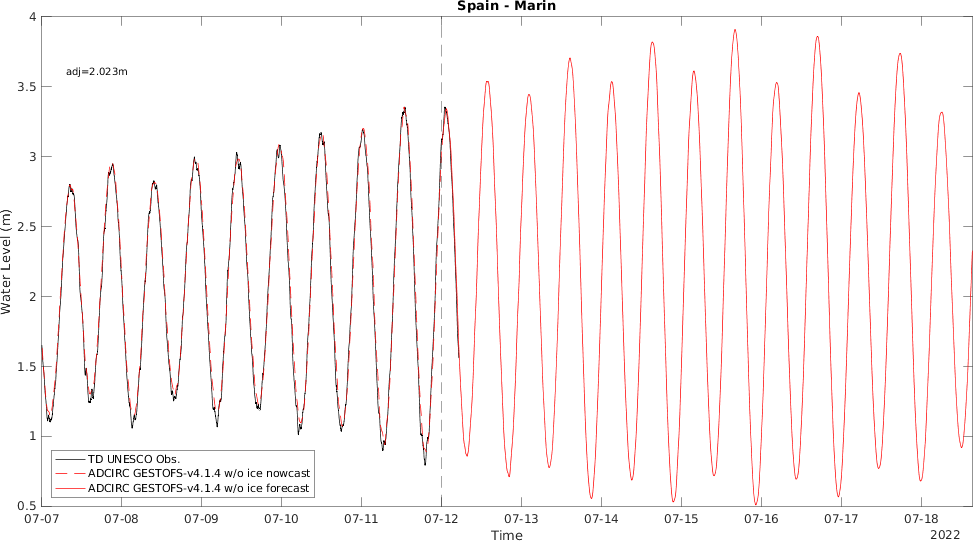 Spain - Marin
adj=2.023m
Water Level (m)
4
3.5
3
2.5
2
1.5
1
0.5
TD UNESCO Obs.
ADCIRC GESTOFS-v4.1.4 w/o ice nowcast
ADCIRC GESTOFS-v4.1.4 w/o ice forecast
07-07 07-08 07-09 07-10 07-11 07-12 07-13 07-14 07-15 07-16 07-17 07-18
Time
2022